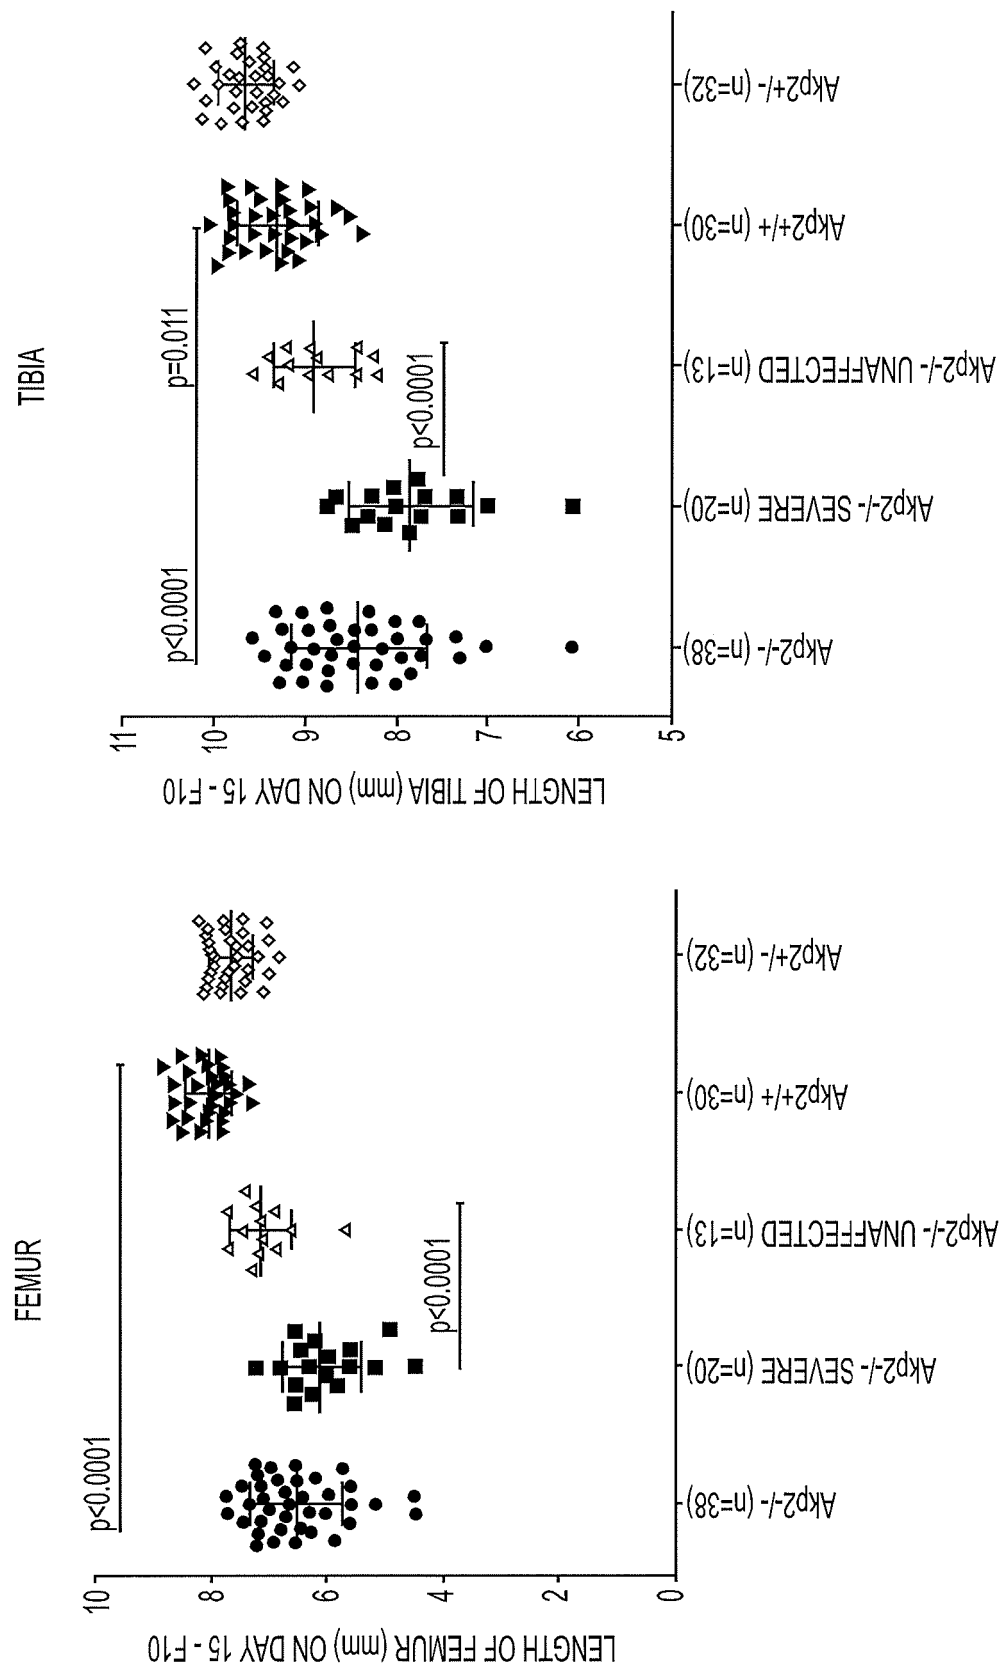 FEMUR
LENGTH OF FEMUR (mm) ON DAY 15 - F10
10
8
6
4
2
0
p<0.0001
p<0.0001
Akp2-/- (n=38)
Akp2-/- SEVERE (n=20)
Akp2-/- UNAFFECTED (n=13)
Akp2+/+ (n=30)
Akp2+/- (n=32)
TIBIA
LENGTH OF TIBIA (mm) ON DAY 15 - F10
11
10
9
8
7
6
5
p<0.0001
p=0.011
p<0.0001
Akp2-/- (n=38)
Akp2-/- SEVERE (n=20)
Akp2-/- UNAFFECTED (n=13)
Akp2+/+ (n=30)
Akp2+/- (n=32)